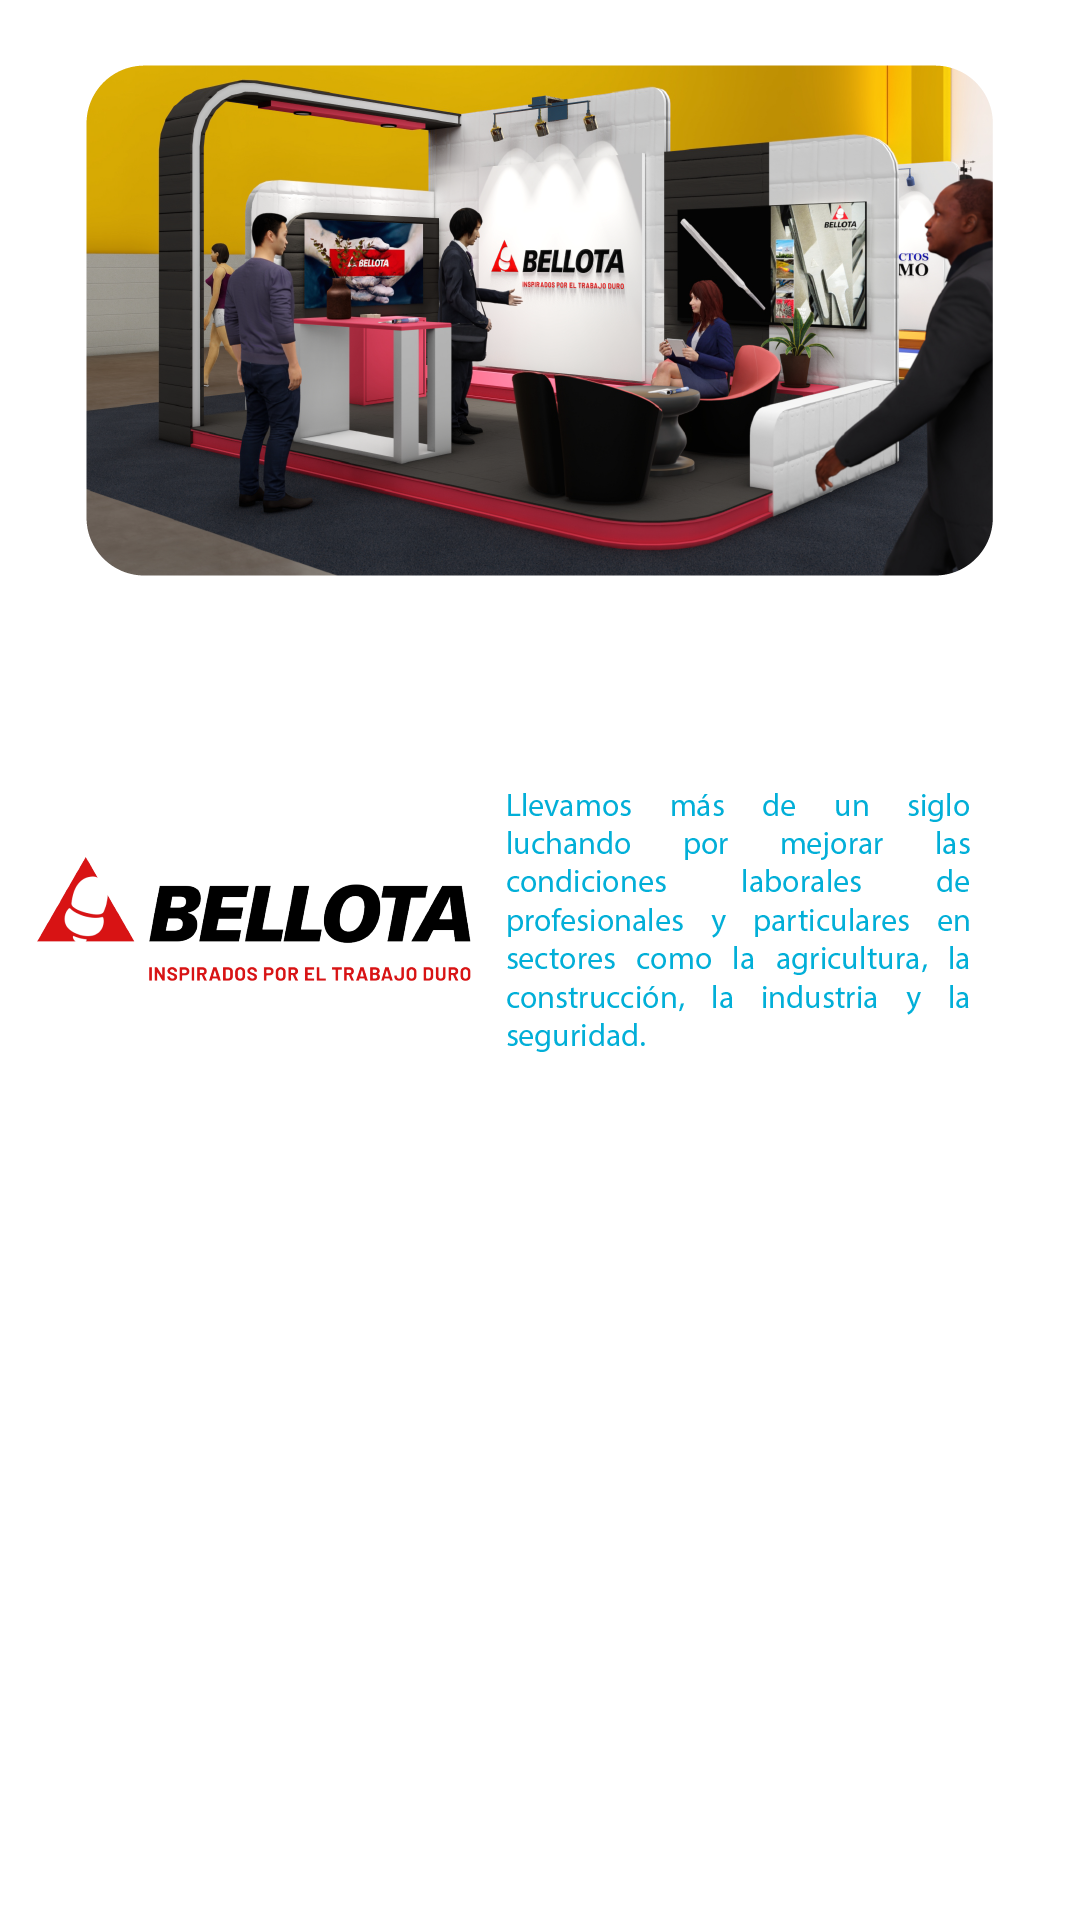 BELLOTA
BELLOTA
INSPIRADOS POR EL TRABAJO DURO
BELLOTA
CTOS
MO
BELLOTA
INSPIRADOS POR EL TRABAJO DURO
Llevamos más de un siglo
luchando por mejorar las
condiciones laborales de
profesionales y particulares en
sectores como la agricultura, la
construcción, la industria y la
seguridad.